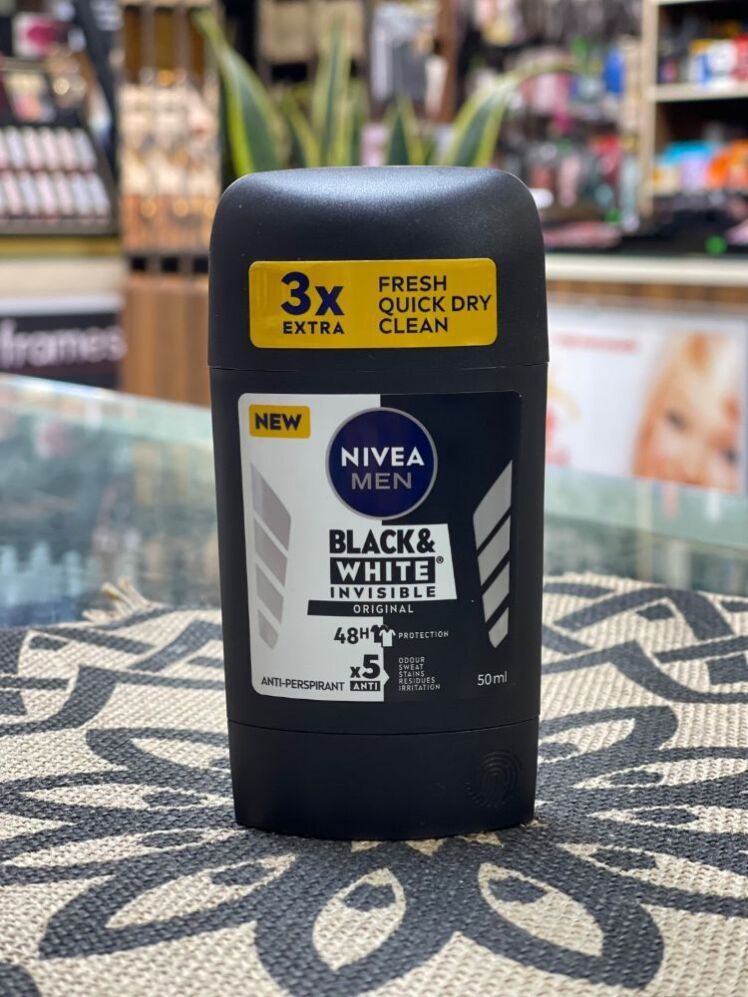 3x
EXTRA
FRESH
QUICK DRY
CLEAN
NEW
NIVEA
MEN
BLACK&
WHITE®
INVISIBLE
ORIGINAL
48H PROTECTION
x5
ANTI
ODOUR
SWEAT
STAINS
RESIDUES
IRRITATION
ANTI-PERSPIRANT
50ml
frames